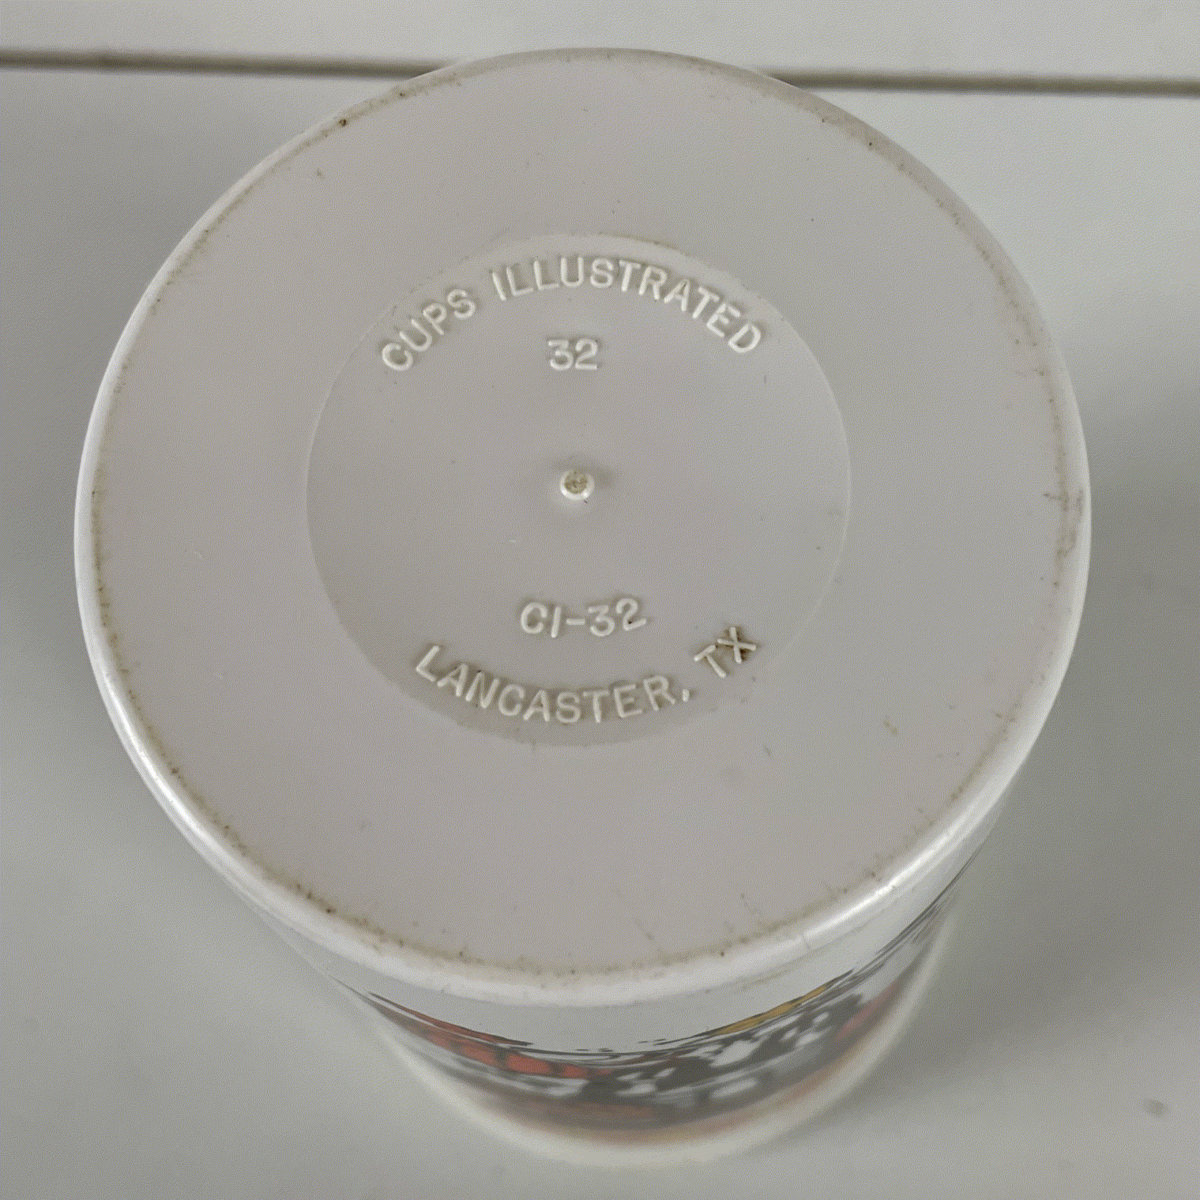 CUPS ILLUSTRATED
32
CI-32
LANCASTER, TX